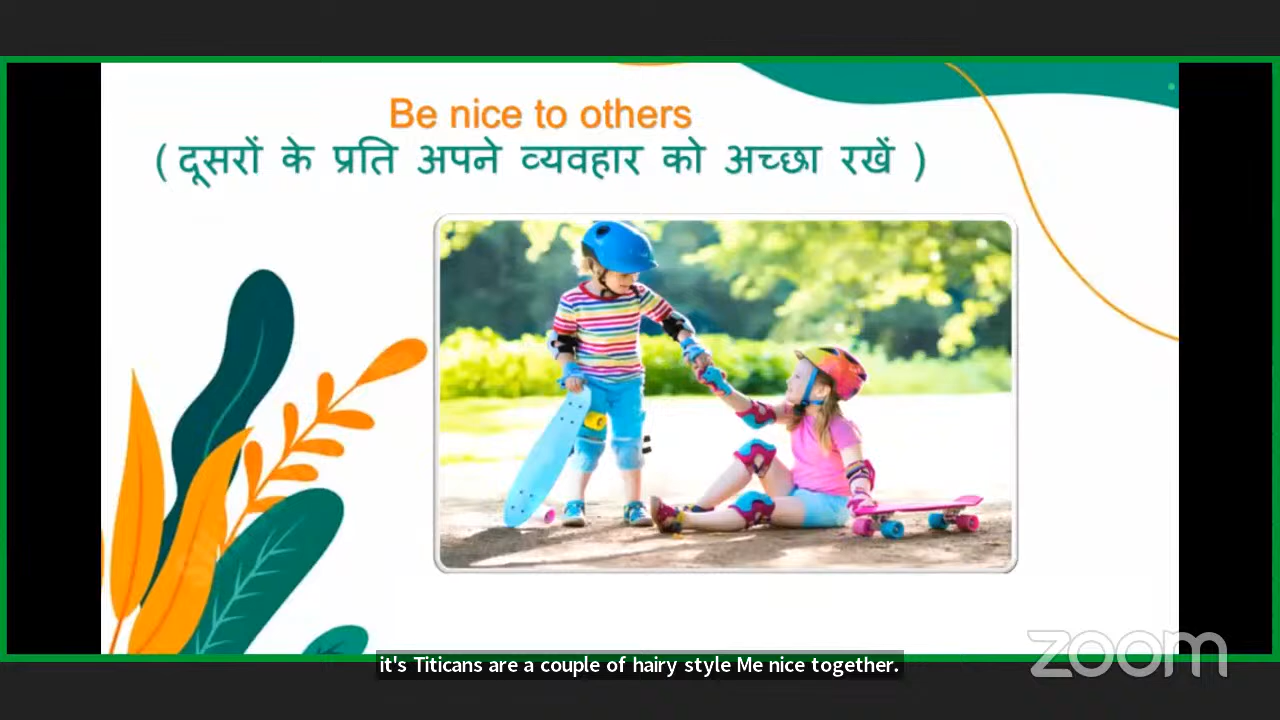 Be nice to others
( दूसरों के प्रति अपने व्यवहार को अच्छा रखें )
it's Titicans are a couple of hairy style Me nice together.
zoom